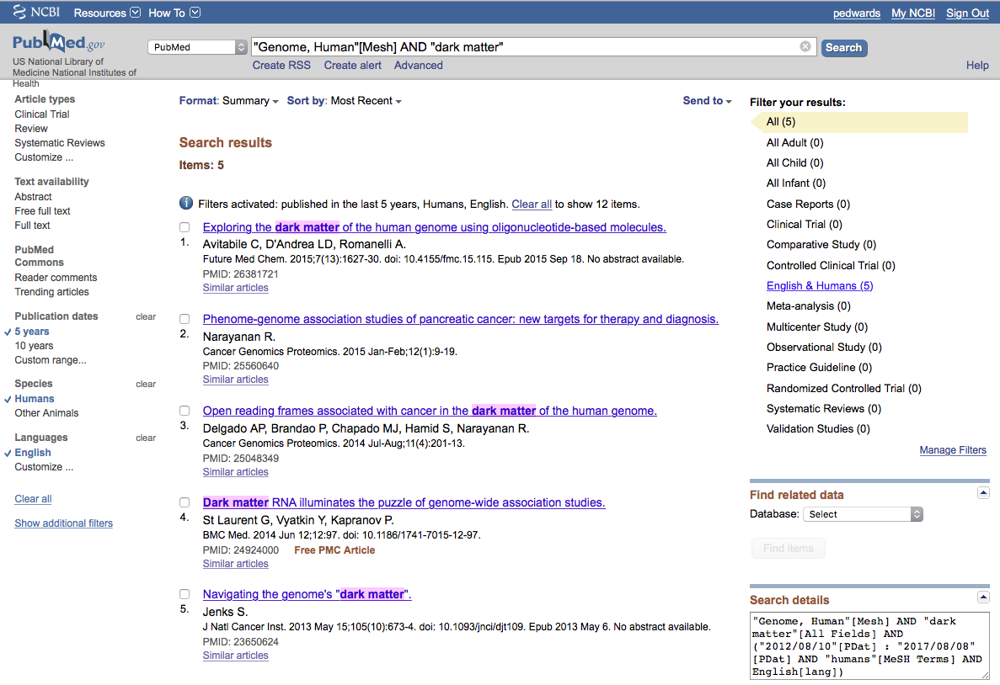 NCBI Resources How To pedwards My NCBI Sign Out
PubMed.gov
US National Library of
Medicine National Institutes of
Health
PubMed "Genome, Human"[Mesh] AND "dark matter" Search
Create RSS Create alert Advanced Help
Article types
Clinical Trial
Review
Systematic Reviews
Customize ...
Text availability
Abstract
Free full text
Full text
PubMed
Commons
Reader comments
Trending articles
Publication dates clear
5 years
10 years
Custom range...
Species clear
Humans
Other Animals
Languages clear
English
Customize ...
Clear all
Show additional filters
Format: Summary Sort by: Most Recent Send to
Search results
Items: 5
Filters activated: published in the last 5 years, Humans, English. Clear all to show 12 items.
Exploring the dark matter of the human genome using oligonucleotide-based molecules.
1. Avitabile C, D'Andrea LD, Romanelli A.
Future Med Chem. 2015;7(13):1627-30. doi: 10.4155/fmc.15.115. Epub 2015 Sep 18. No abstract available.
PMID: 26381721
Similar articles
Phenome-genome association studies of pancreatic cancer: new targets for therapy and diagnosis.
2. Narayanan R.
Cancer Genomics Proteomics. 2015 Jan-Feb;12(1):9-19.
PMID: 25560640
Similar articles
Open reading frames associated with cancer in the dark matter of the human genome.
3. Delgado AP, Brandao P, Chapado MJ, Hamid S, Narayanan R.
Cancer Genomics Proteomics. 2014 Jul-Aug;11(4):201-13.
PMID: 25048349
Similar articles
Dark matter RNA illuminates the puzzle of genome-wide association studies.
4. St Laurent G, Vyatkin Y, Kapranov P.
BMC Med. 2014 Jun 12;12:97. doi: 10.1186/1741-7015-12-97.
PMID: 24924000 Free PMC Article
Similar articles
Navigating the genome's "dark matter".
5. Jenks S.
J Natl Cancer Inst. 2013 May 15;105(10):673-4. doi: 10.1093/jnci/djt109. Epub 2013 May 6. No abstract available.
PMID: 23650624
Similar articles
Filter your results:
All (5)
All Adult (0)
All Child (0)
All Infant (0)
Case Reports (0)
Clinical Trial (0)
Comparative Study (0)
Controlled Clinical Trial (0)
English & Humans (5)
Meta-analysis (0)
Multicenter Study (0)
Observational Study (0)
Practice Guideline (0)
Randomized Controlled Trial (0)
Systematic Reviews (0)
Validation Studies (0)
Manage Filters
Find related data
Database: Select
Find items
Search details
"Genome, Human"[Mesh] AND "dark
matter"[All Fields] AND
("2012/08/10"[PDat] : "2017/08/08"
[PDat] AND "humans"[MeSH Terms] AND
English[lang])